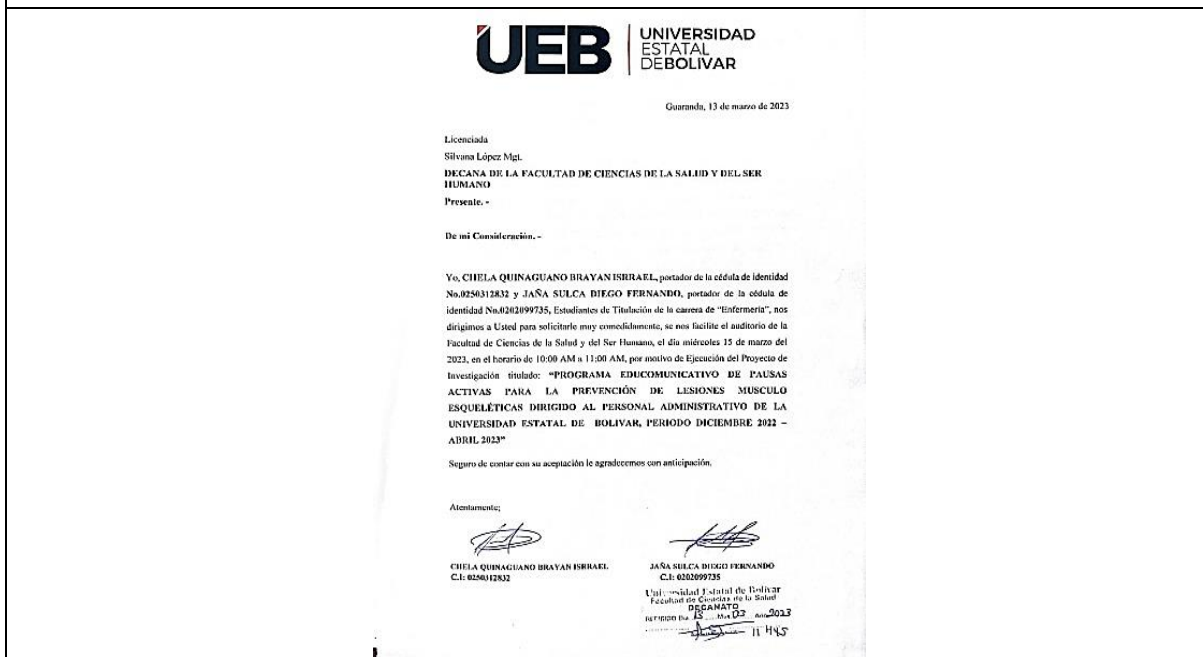 UEB
UNIVERSIDAD
ESTATAL
DEBOLIVAR
Guaranda, 13 de marzo de 2023
Licenciada
Silvana López Mgt.
DECANA DE LA FACULTAD DE CIENCIAS DE LA SALUD Y DEL SER
HUMANO
Presente. -
De mi Consideración. -
Yo, CHELA QUINAGUANO BRAYAN ISRRAEL, portador de la cédula de identidad
No.0250312832 y JAÑA SULCA DIEGO FERNANDO, portador de la cédula de
identidad No.0202099735, Estudiantes de Titulación de la carrera de “Enfermería”, nos
dirigimos a Usted para solicitarle muy comedidamente, se nos facilite el auditorio de la
Facultad de Ciencias de la Salud y del Ser Humano, el día miércoles 15 de marzo del
2023, en el horario de 10:00 AM a 11:00 AM, por motivo de Ejecución del Proyecto de
Investigación titulado: “PROGRAMA EDUCOMUNICATIVO DE PAUSAS
ACTIVAS PARA LA PREVENCIÓN DE LESIONES MUSCULO
ESQUELÉTICAS DIRIGIDO AL PERSONAL ADMINISTRATIVO DE LA
UNIVERSIDAD ESTATAL DE BOLIVAR, PERIODO DICIEMBRE 2022 –
ABRIL 2023”
Seguro de contar con su aceptación le agradecemos con anticipación.
Atentamente;
CHELA QUINAGUANO BRAYAN ISRRAEL
C.I: 0250312832
JAÑA SULCA DIEGO FERNANDO
C.I: 0202099735
Universidad Estatal de Bolívar
Facultad de Ciencias de la Salud
DECANATO
RECIBIDO Día 13 Mes 03 Año 2023
11H45